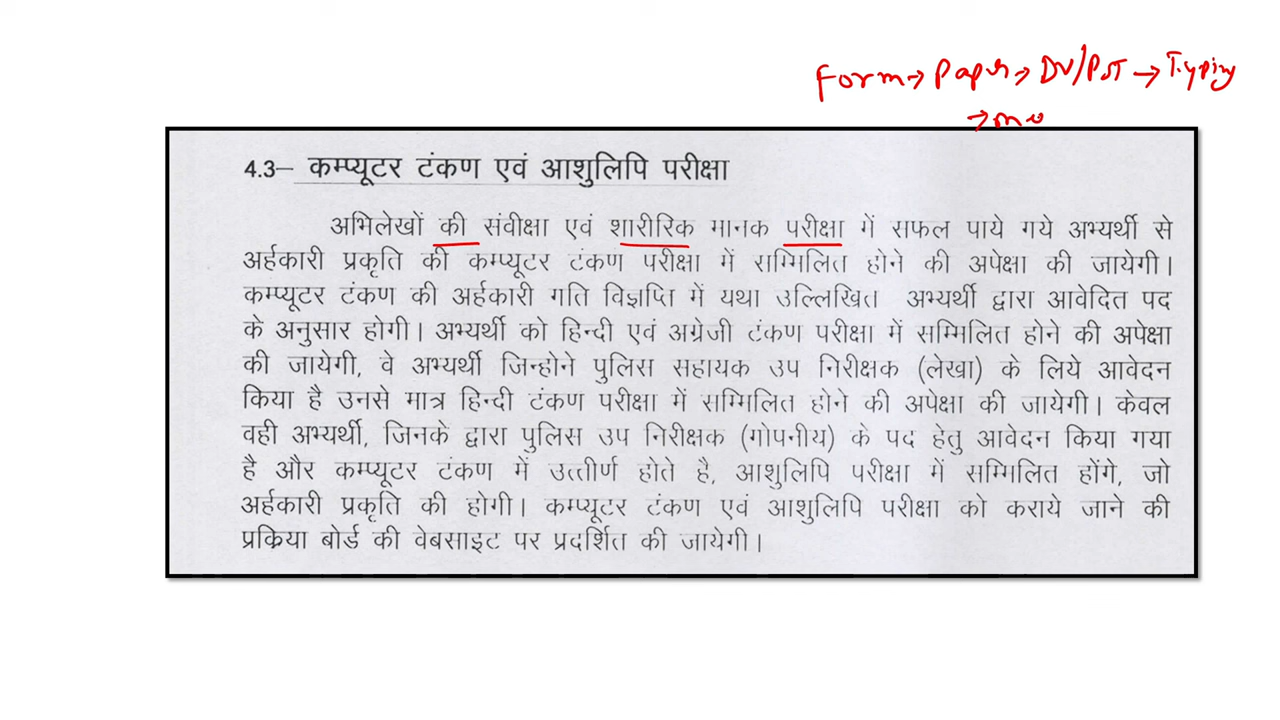 Form → Paper → DV/PST → Typing
→ me
4.3– कम्प्यूटर टंकण एवं आशुलिपि परीक्षा
अभिलेखों की संवीक्षा एवं शारीरिक मानक परीक्षा में सफल पाये गये अभ्यर्थी से
अर्हकारी प्रकृति की कम्प्यूटर टंकण परीक्षा में सम्मिलित होने की अपेक्षा की जायेगी।
कम्प्यूटर टंकण की अर्हकारी गति विज्ञप्ति में यथा उल्लिखित अभ्यर्थी द्वारा आवेदित पद
के अनुसार होगी। अभ्यर्थी को हिन्दी एवं अग्रेजी टंकण परीक्षा में सम्मिलित होने की अपेक्षा
की जायेगी, वे अभ्यर्थी जिन्होने पुलिस सहायक उप निरीक्षक (लेखा) के लिये आवेदन
किया है उनसे मात्र हिन्दी टंकण परीक्षा में सम्मिलित होने की अपेक्षा की जायेगी। केवल
वही अभ्यर्थी, जिनके द्वारा पुलिस उप निरीक्षक (गोपनीय) के पद हेतु आवेदन किया गया
है और कम्प्यूटर टंकण में उत्तीर्ण होते है, आशुलिपि परीक्षा में सम्मिलित होंगे, जो
अर्हकारी प्रकृति की होगी। कम्प्यूटर टंकण एवं आशुलिपि परीक्षा को कराये जाने की
प्रक्रिया बोर्ड की वेबसाइट पर प्रदर्शित की जायेगी।